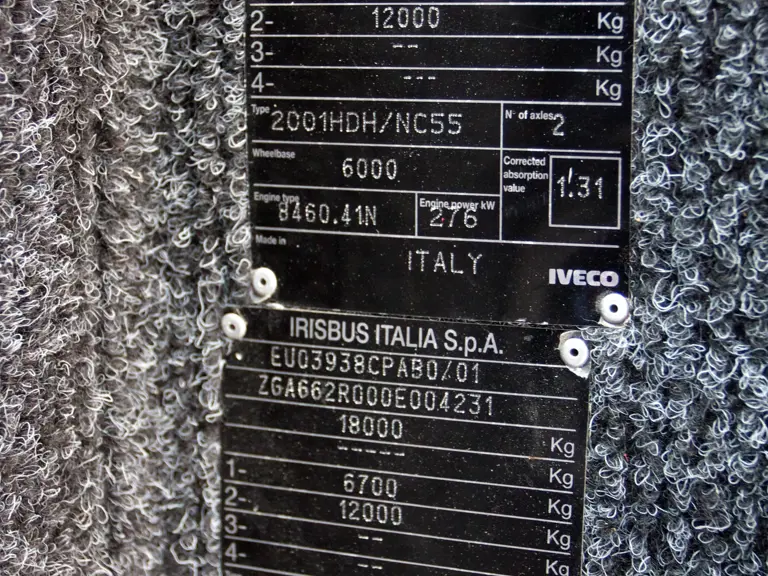 2- 12000 Kg
3- -- Kg
4- --- Kg
Type 2001HDH/NC55 N° of axles 2
Wheelbase 6000 Corrected absorption value 1.31
Engine type 8460.41N Engine power kW 276
Made in ITALY IVECO
IRISBUS ITALIA S.p.A.
EU03938CPAB0/01
ZGA662R000E004231
18000 Kg
----- Kg
1- 6700 Kg
2- 12000 Kg
3- -- Kg
4- -- Kg